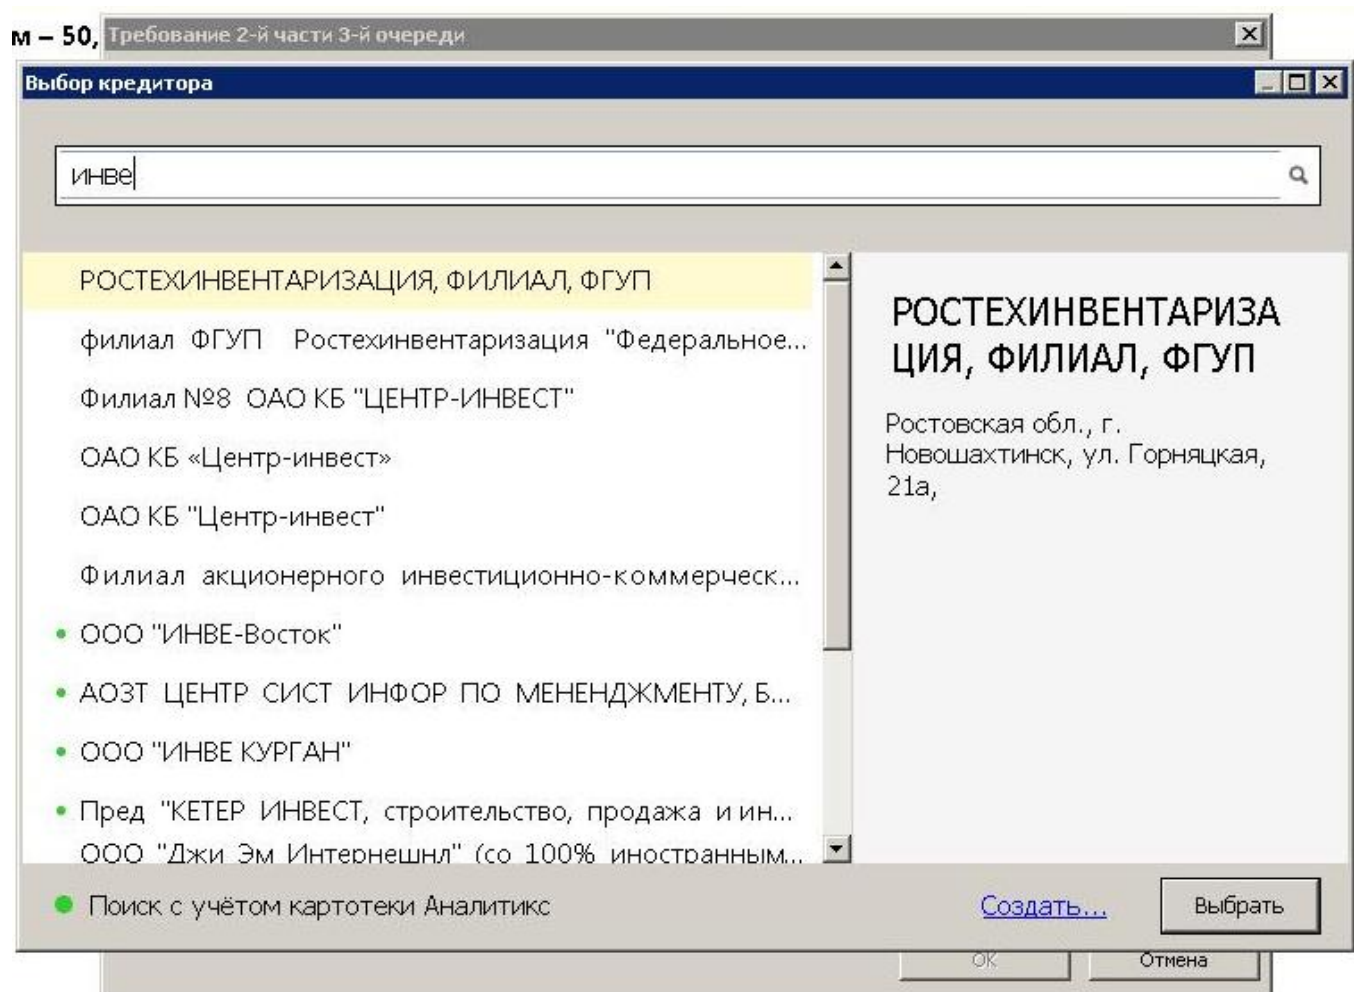 м – 50,
Требование 2-й части 3-й очереди
Выбор кредитора
инве
РОСТЕХИНВЕНТАРИЗАЦИЯ, ФИЛИАЛ, ФГУП
филиал ФГУП Ростехинвентаризация "Федеральное...
Филиал №8 ОАО КБ "ЦЕНТР-ИНВЕСТ"
ОАО КБ «Центр-инвест»
ОАО КБ "Центр-инвест"
Филиал акционерного инвестиционно-коммерческ...
ООО "ИНВЕ-Восток"
АОЗТ ЦЕНТР СИСТ ИНФОР ПО МЕНЕНДЖМЕНТУ, Б...
ООО "ИНВЕ КУРГАН"
Пред "КЕТЕР ИНВЕСТ, строительство, продажа и ин...
ООО "Джи Эм Интернешнл" (со 100% иностранным...
РОСТЕХИНВЕНТАРИЗА
ЦИЯ, ФИЛИАЛ, ФГУП
Ростовская обл., г.
Новошахтинск, ул. Горняцкая,
21а,
Поиск с учётом картотеки Аналитикс
Создать...
Выбрать
ОК
Отмена